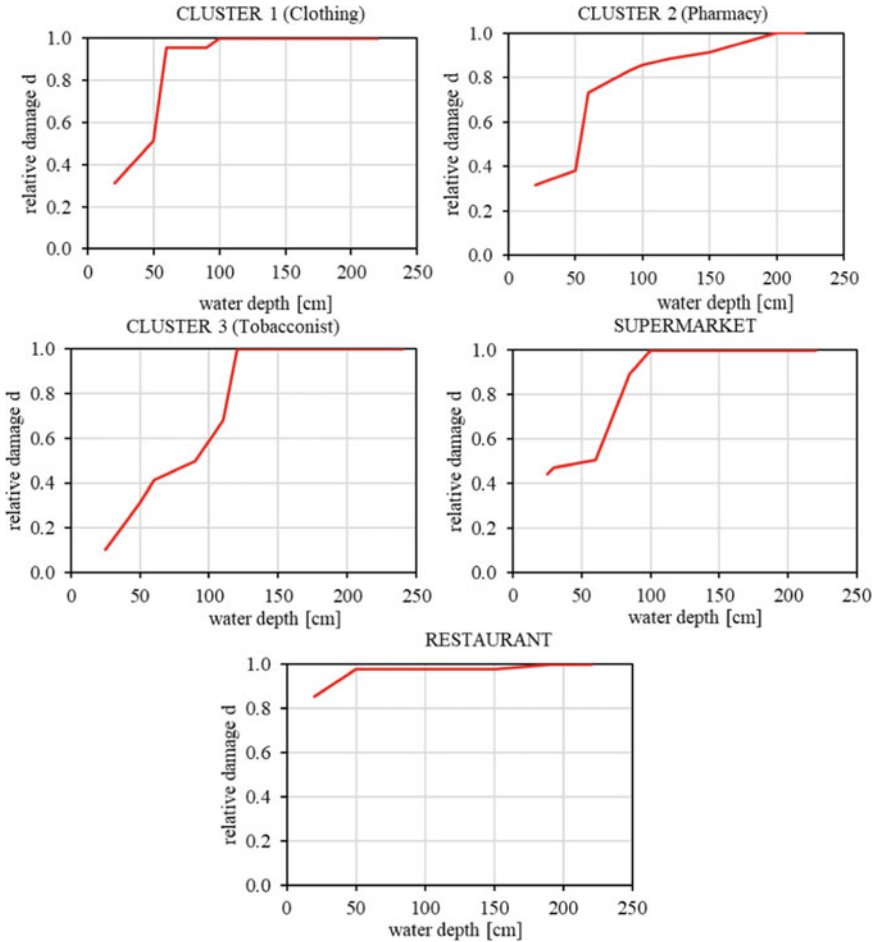 CLUSTER 1 (Clothing)
relative damage d
1.0
0.8
0.6
0.4
0.2
0.0
0 50 100 150 200 250
water depth [cm]
CLUSTER 2 (Pharmacy)
relative damage d
1.0
0.8
0.6
0.4
0.2
0.0
0 50 100 150 200 250
water depth [cm]
CLUSTER 3 (Tobacconist)
relative damage d
1.0
0.8
0.6
0.4
0.2
0.0
0 50 100 150 200 250
water depth [cm]
SUPERMARKET
relative damage d
1.0
0.8
0.6
0.4
0.2
0.0
0 50 100 150 200 250
water depth [cm]
RESTAURANT
relative damage d
1.0
0.8
0.6
0.4
0.2
0.0
0 50 100 150 200 250
water depth [cm]